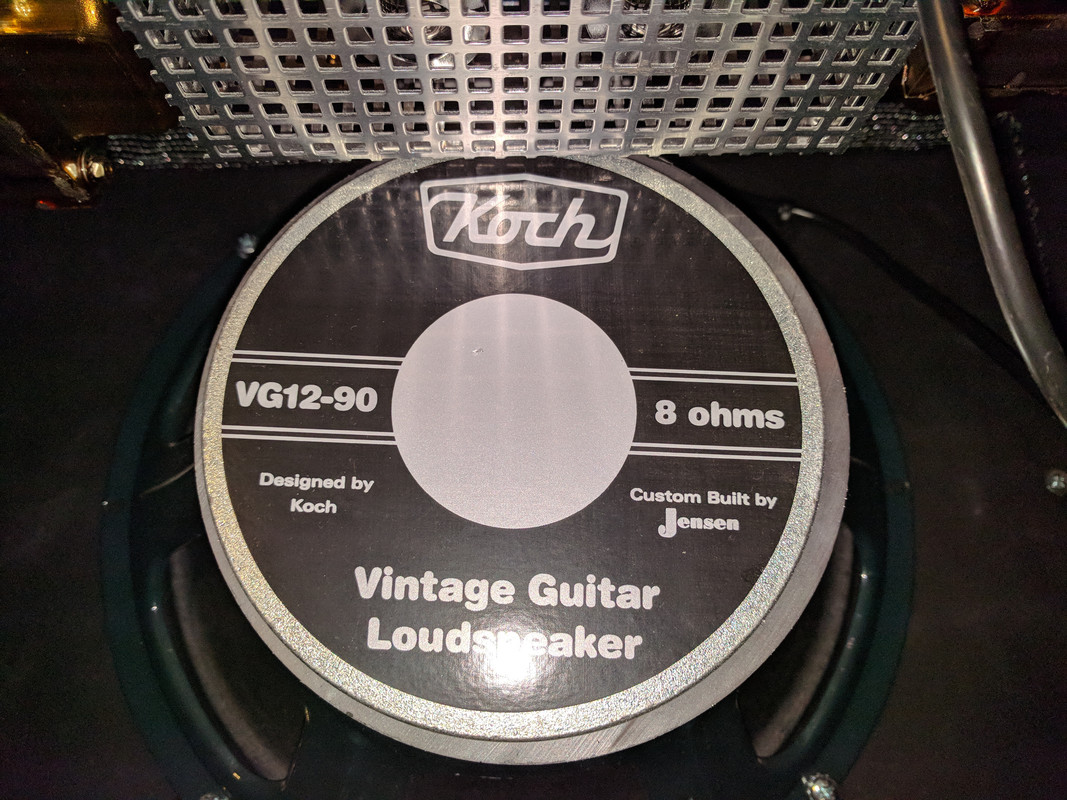 Koch
VG12-90
8 ohms
Designed by
Koch
Custom Built by
Jensen
Vintage Guitar
Loudspeaker